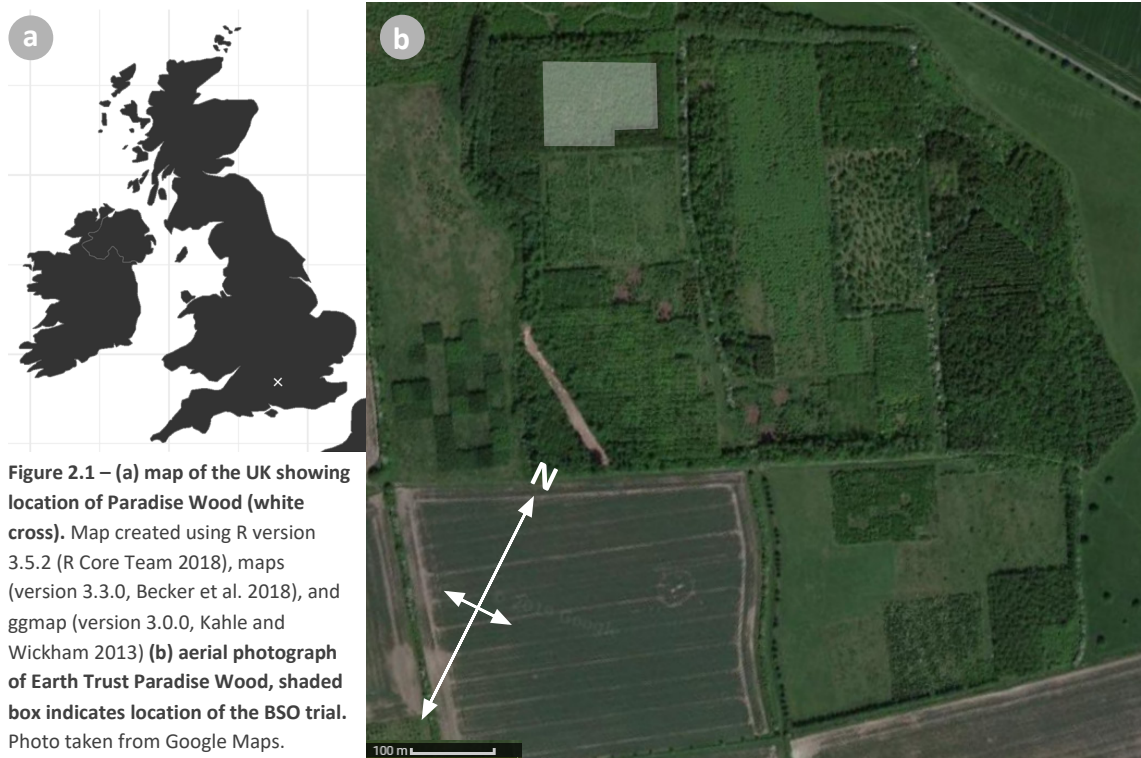 a
b
Figure 2.1 – (a) map of the UK showing
location of Paradise Wood (white
cross). Map created using R version
3.5.2 (R Core Team 2018), maps
(version 3.3.0, Becker et al. 2018), and
ggmap (version 3.0.0, Kahle and
Wickham 2013) (b) aerial photograph
of Earth Trust Paradise Wood, shaded
box indicates location of the BSO trial.
Photo taken from Google Maps.
N
Google
100 m